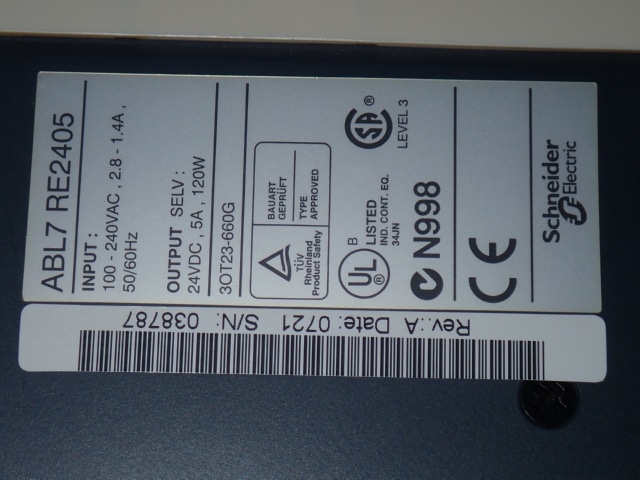 ABL7 RE2405
INPUT :
100 - 240VAC , 2.8 - 1.4A ,
50/60Hz
OUTPUT SELV :
24VDC , 5A , 120W
3OT23-660G
TÜV
Rheinland
Product Safety
BAUART
GEPRÜFT
TYPE
APPROVED
UL
B
LISTED
IND. CONT. EQ.
34JN
SA ®
LEVEL 3
N998
CE
Schneider
Electric
Rev.:A Date: 0721 S/N: 038787